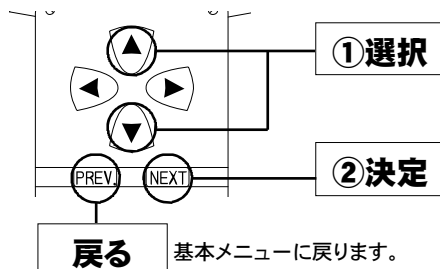 ①選択
PREV.
NEXT
②決定
戻る
基本メニューに戻ります。